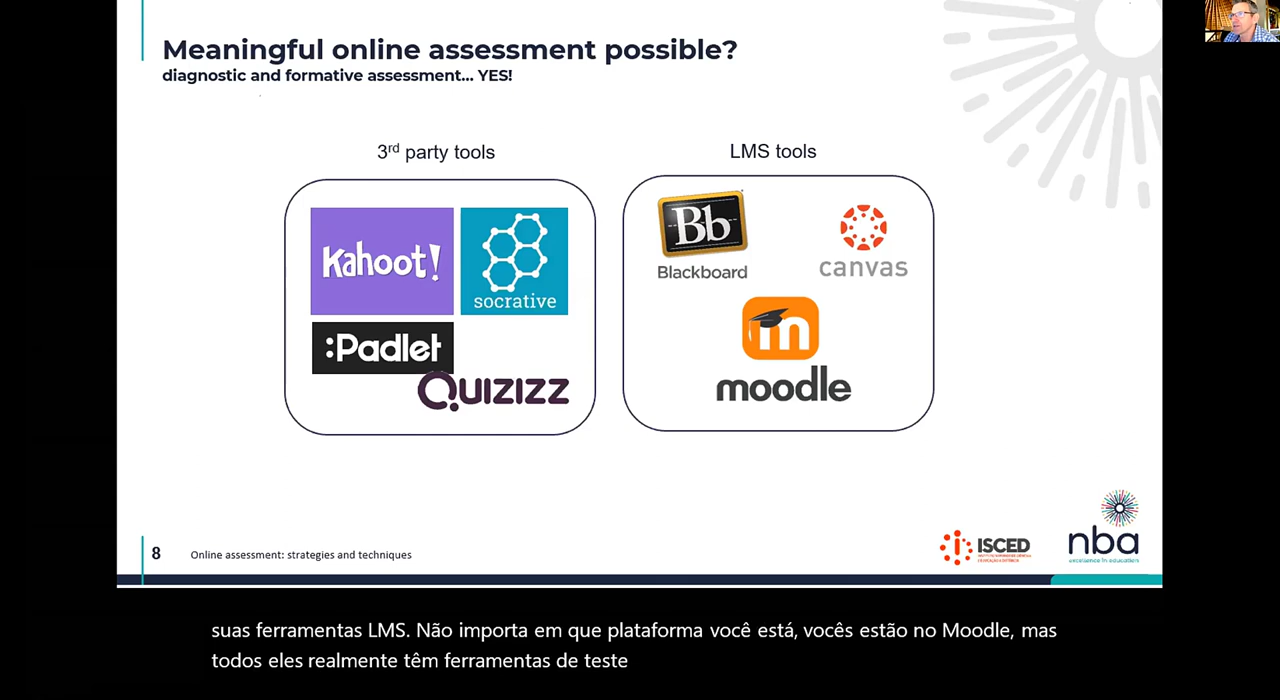 Meaningful online assessment possible?
diagnostic and formative assessment... YES!
3rd party tools
LMS tools
Kahoot!
socrative
:Padlet
QUIZIZZ
Bb
Blackboard
canvas
m
moodle
8
Online assessment: strategies and techniques
ISCED
nba
excellence in education
suas ferramentas LMS. Não importa em que plataforma você está, vocês estão no Moodle, mas
todos eles realmente têm ferramentas de teste